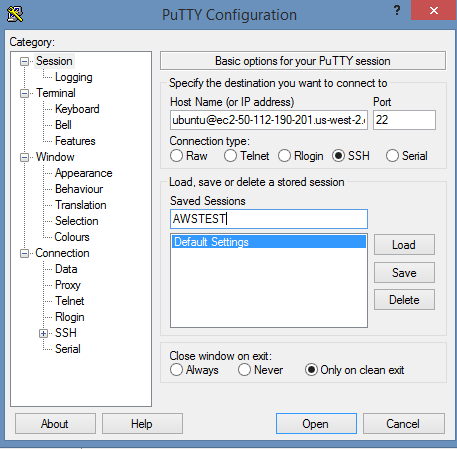 PuTTY Configuration
?
Category:
Session
Logging
Terminal
Keyboard
Bell
Features
Window
Appearance
Behaviour
Translation
Selection
Colours
Connection
Data
Proxy
Telnet
Rlogin
SSH
Serial
Basic options for your PuTTY session
Specify the destination you want to connect to
Host Name (or IP address) Port
ubuntu@ec2-50-112-190-201.us-west-2. 22
Connection type:
Raw Telnet Rlogin SSH Serial
Load, save or delete a stored session
Saved Sessions
AWSTEST
Default Settings
Load
Save
Delete
Close window on exit:
Always Never Only on clean exit
About Help Open Cancel